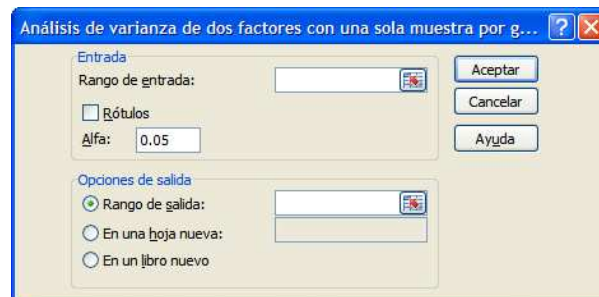 Análisis de varianza de dos factores con una sola muestra por g...
Entrada
Rango de entrada:
Rótulos
Alfa: 0.05
Opciones de salida
Rango de salida:
En una hoja nueva:
En un libro nuevo
Aceptar
Cancelar
Ayuda